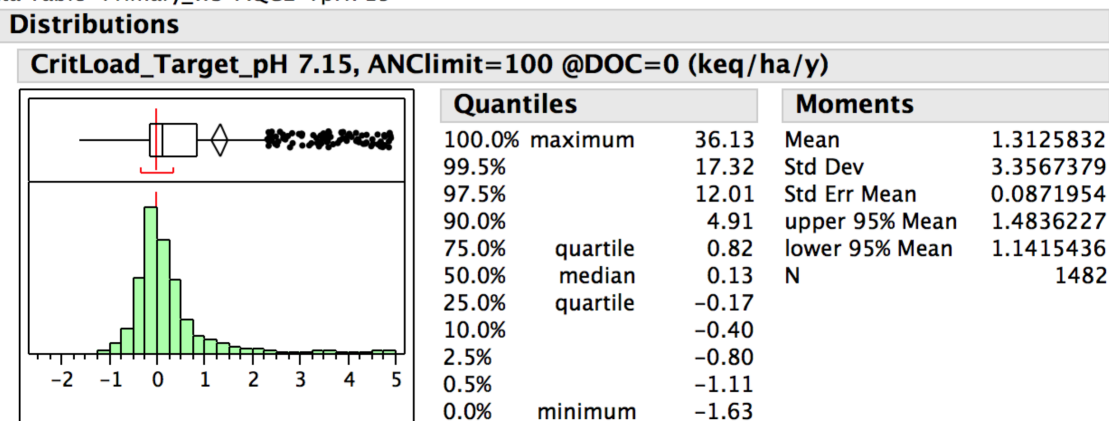 Distributions
CritLoad_Target_pH 7.15, ANClimit=100 @DOC=0 (keq/ha/y)
-2 -1 0 1 2 3 4 5
Quantiles
100.0% maximum 36.13
99.5% 17.32
97.5% 12.01
90.0% 4.91
75.0% quartile 0.82
50.0% median 0.13
25.0% quartile -0.17
10.0% -0.40
2.5% -0.80
0.5% -1.11
0.0% minimum -1.63
Moments
Mean 1.3125832
Std Dev 3.3567379
Std Err Mean 0.0871954
upper 95% Mean 1.4836227
lower 95% Mean 1.1415436
N 1482